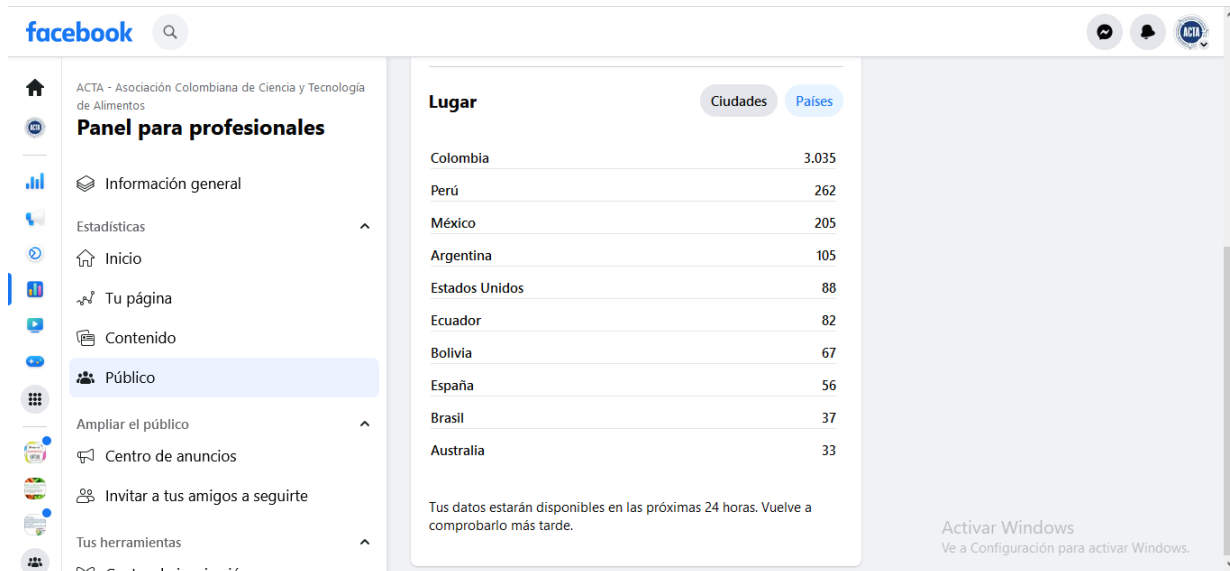 facebook
ACTA
ACTA - Asociación Colombiana de Ciencia y Tecnología
de Alimentos
Panel para profesionales
Información general
Estadísticas
Inicio
Tu página
Contenido
Público
Ampliar el público
Centro de anuncios
Invitar a tus amigos a seguirte
Tus herramientas
Lugar
Ciudades
Países
Colombia 3.035
Perú 262
México 205
Argentina 105
Estados Unidos 88
Ecuador 82
Bolivia 67
España 56
Brasil 37
Australia 33
Tus datos estarán disponibles en las próximas 24 horas. Vuelve a
comprobarlo más tarde.
Activar Windows
Ve a Configuración para activar Windows.